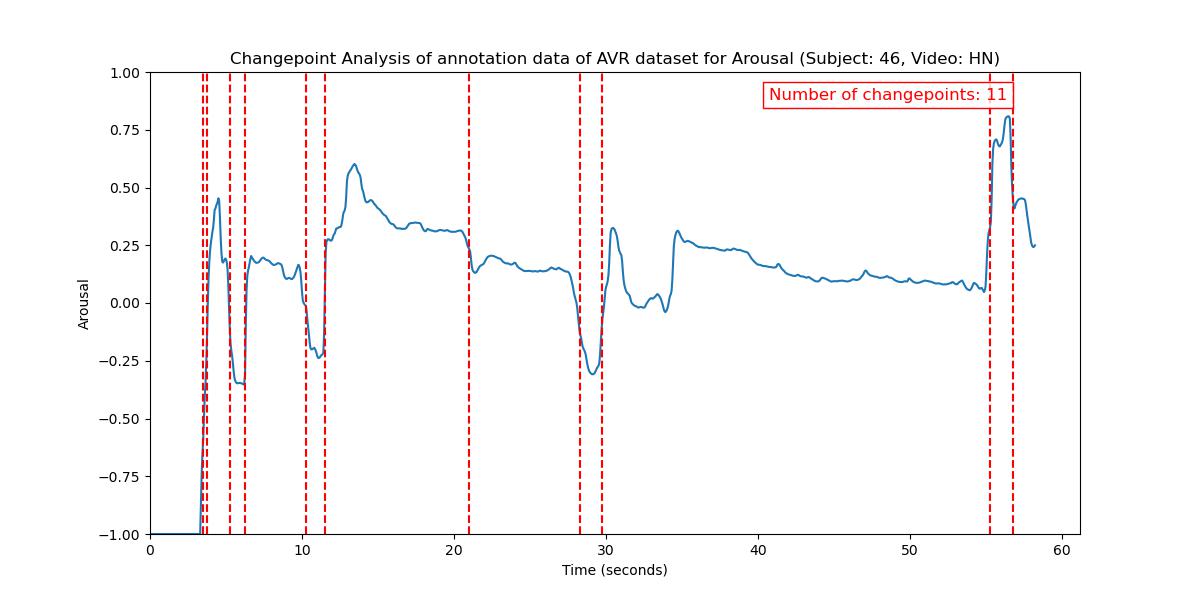 Changepoint Analysis of annotation data of AVR dataset for Arousal (Subject: 46, Video: HN)
Number of changepoints: 11
1.00
0.75
0.50
0.25
0.00
−0.25
−0.50
−0.75
−1.00
Arousal
0 10 20 30 40 50 60
Time (seconds)